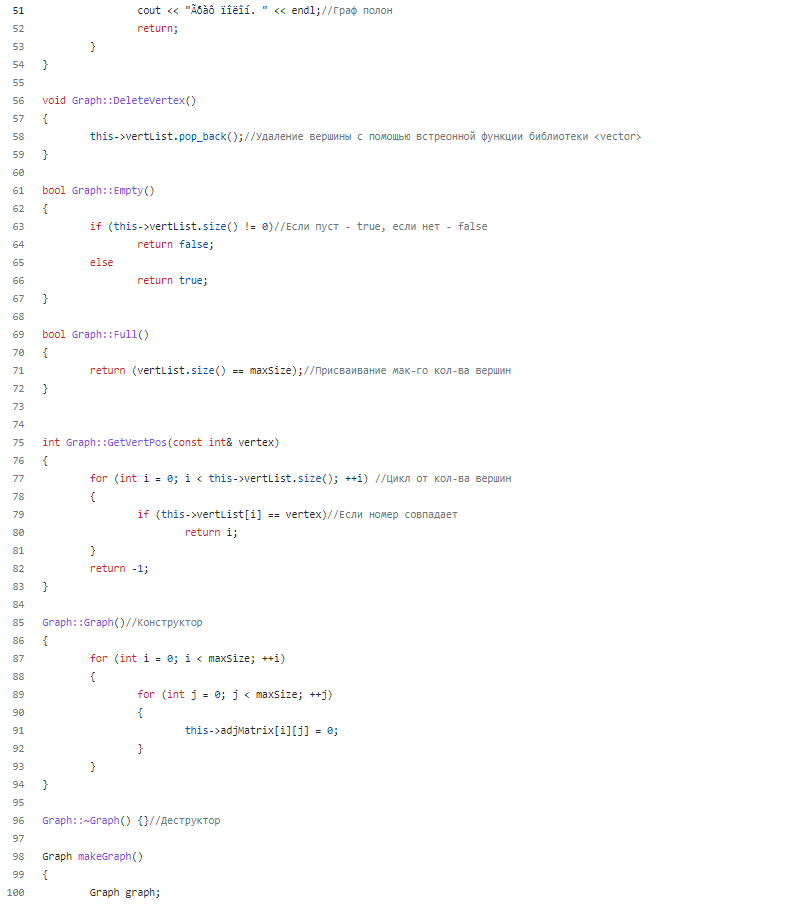 51 cout << "Ãðàô ïîëîí. " << endl;//Граф полон
52 return;
53 }
54 }
55
56 void Graph::DeleteVertex()
57 {
58 this->vertList.pop_back();//Удаление вершины с помощью встреонной функции библиотеки <vector>
59 }
60
61 bool Graph::Empty()
62 {
63 if (this->vertList.size() != 0)//Если пуст - true, если нет - false
64 return false;
65 else
66 return true;
67 }
68
69 bool Graph::Full()
70 {
71 return (vertList.size() == maxSize);//Присваивание мак-го кол-ва вершин
72 }
73
74
75 int Graph::GetVertPos(const int& vertex)
76 {
77 for (int i = 0; i < this->vertList.size(); ++i) //Цикл от кол-ва вершин
78 {
79 if (this->vertList[i] == vertex)//Если номер совпадает
80 return i;
81 }
82 return -1;
83 }
84
85 Graph::Graph()//Конструктор
86 {
87 for (int i = 0; i < maxSize; ++i)
88 {
89 for (int j = 0; j < maxSize; ++j)
90 {
91 this->adjMatrix[i][j] = 0;
92 }
93 }
94 }
95
96 Graph::~Graph() {}//Деструктор
97
98 Graph makeGraph()
99 {
100 Graph graph;